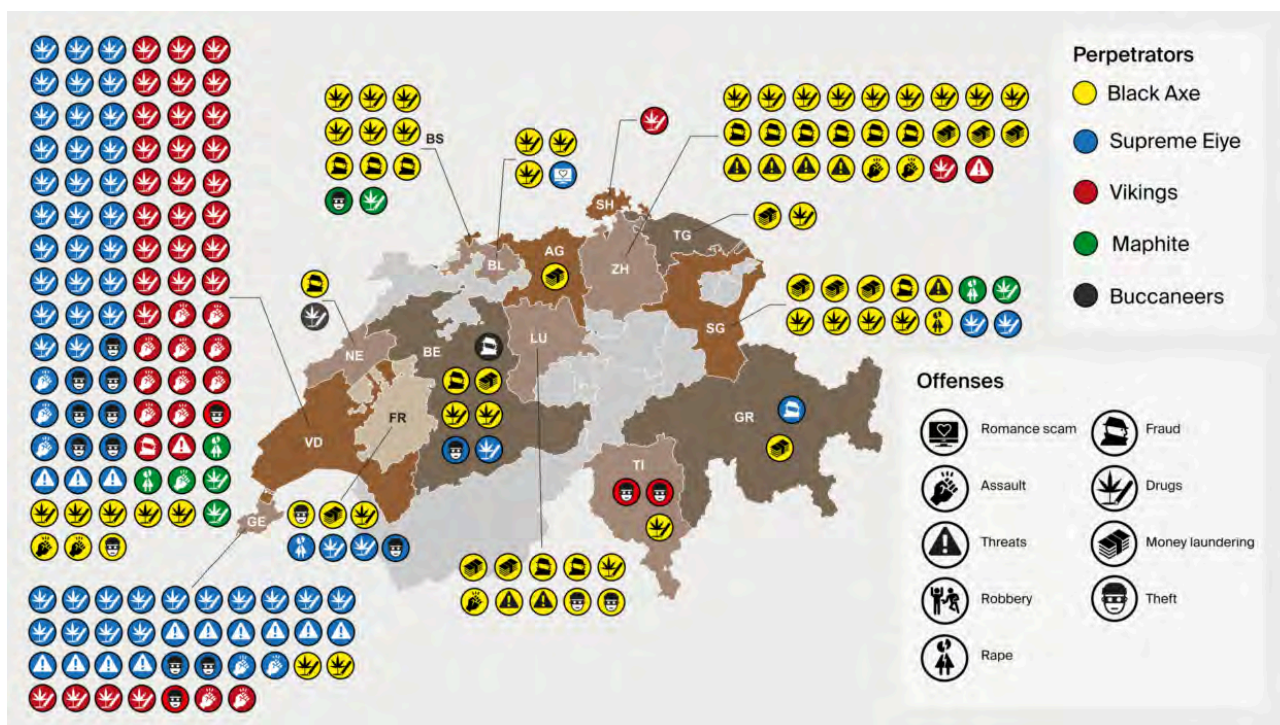 Perpetrators
Black Axe
Supreme Eiye
Vikings
Maphite
Buccaneers
BS
SH
TG
AG
BL
ZH
SG
NE
BE
LU
FR
VD
GR
TI
GE
Offenses
Romance scam
Fraud
Assault
Drugs
Threats
Money laundering
Robbery
Theft
Rape